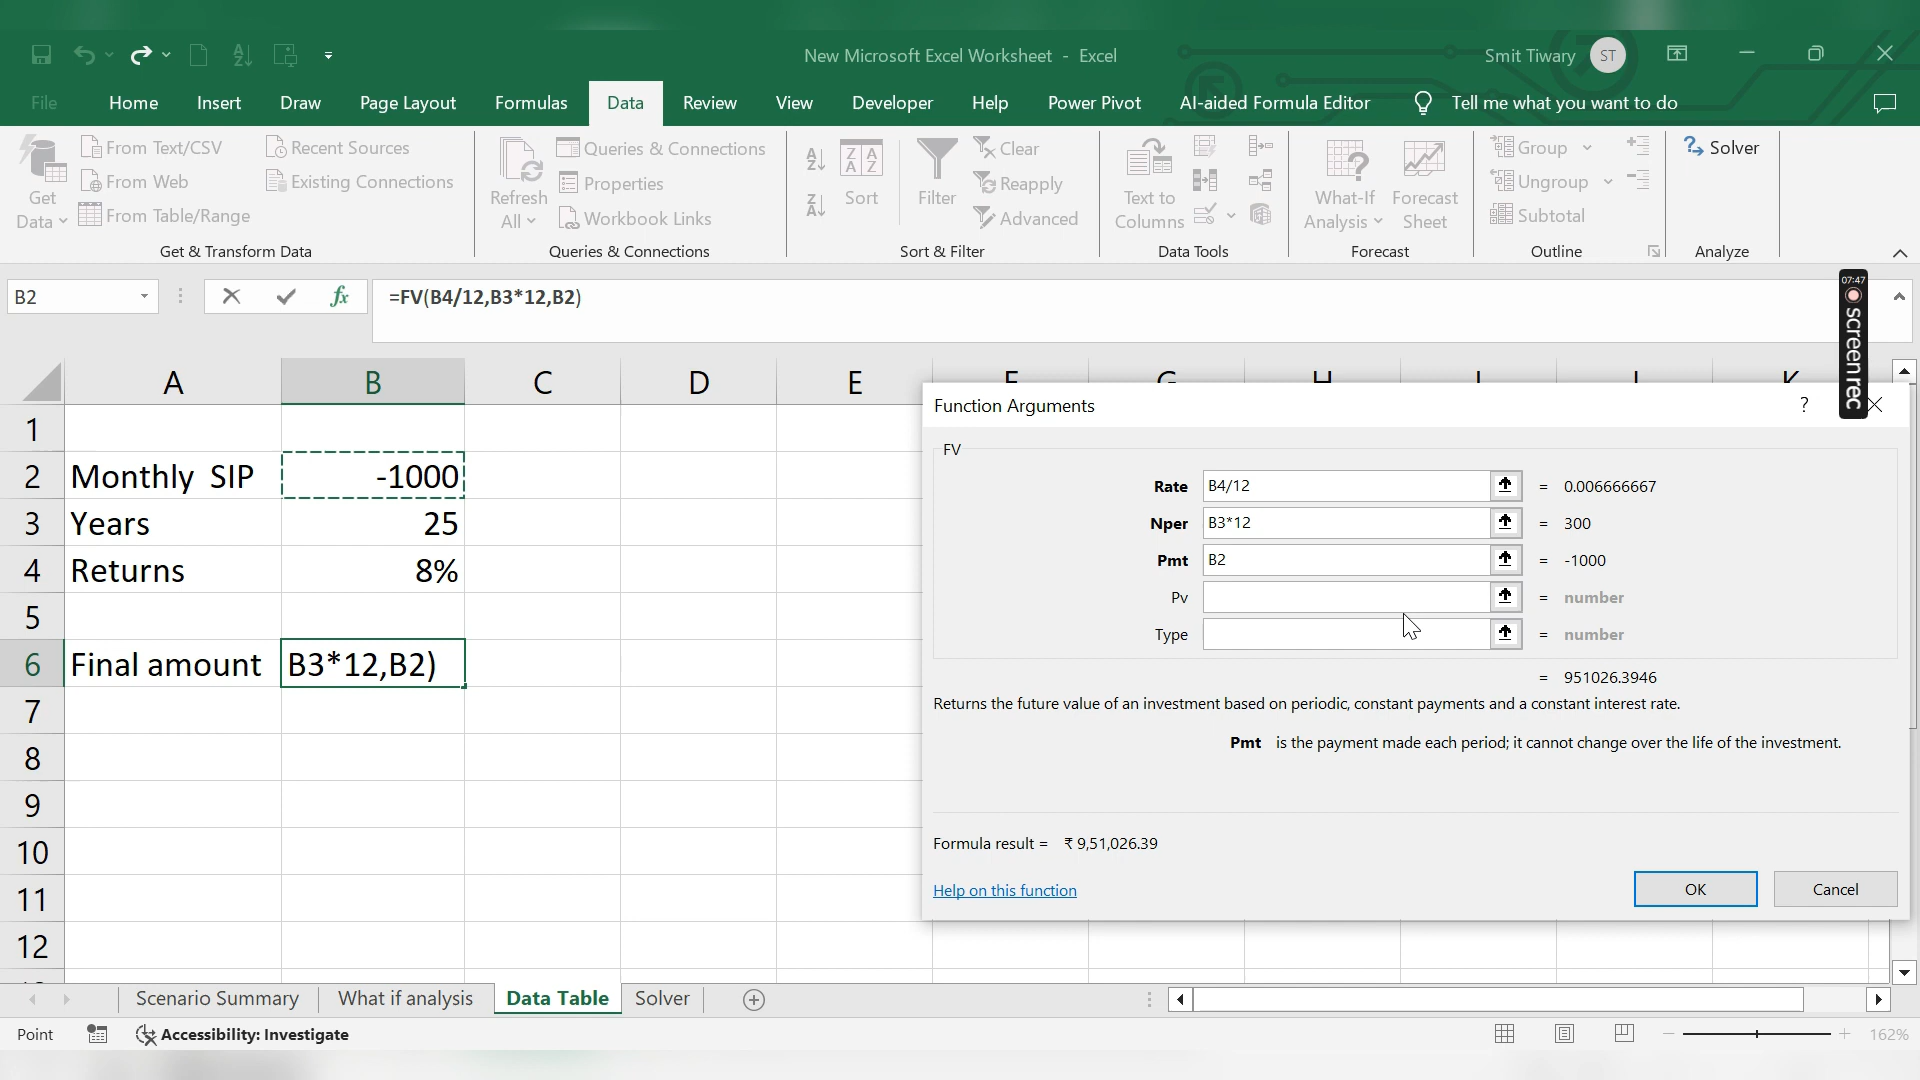 New Microsoft Excel Worksheet - Excel
Smit Tiwary ST
File Home Insert Draw Page Layout Formulas Data Review View Developer Help Power Pivot AI-aided Formula Editor Tell me what you want to do
Get Data
From Text/CSV
From Web
From Table/Range
Recent Sources
Existing Connections
Get & Transform Data
Refresh All
Queries & Connections
Properties
Workbook Links
Queries & Connections
Sort
Filter
Clear
Reapply
Advanced
Sort & Filter
Text to Columns
Data Tools
What-If Analysis
Forecast Sheet
Forecast
Group
Ungroup
Subtotal
Outline
Solver
Analyze
B2
fx
=FV(B4/12,B3*12,B2)
07:47
screenrec
A B C D E F G H I J K
1
2 Monthly SIP -1000
3 Years 25
4 Returns 8%
5
6 Final amount B3*12,B2)
7
8
9
10
11
12
Function Arguments ?
FV
Rate B4/12 = 0.006666667
Nper B3*12 = 300
Pmt B2 = -1000
Pv = number
Type = number
= 951026.3946
Returns the future value of an investment based on periodic, constant payments and a constant interest rate.
Pmt is the payment made each period; it cannot change over the life of the investment.
Formula result = ₹ 9,51,026.39
Help on this function
OK Cancel
Scenario Summary What if analysis Data Table Solver
Point Accessibility: Investigate 162%